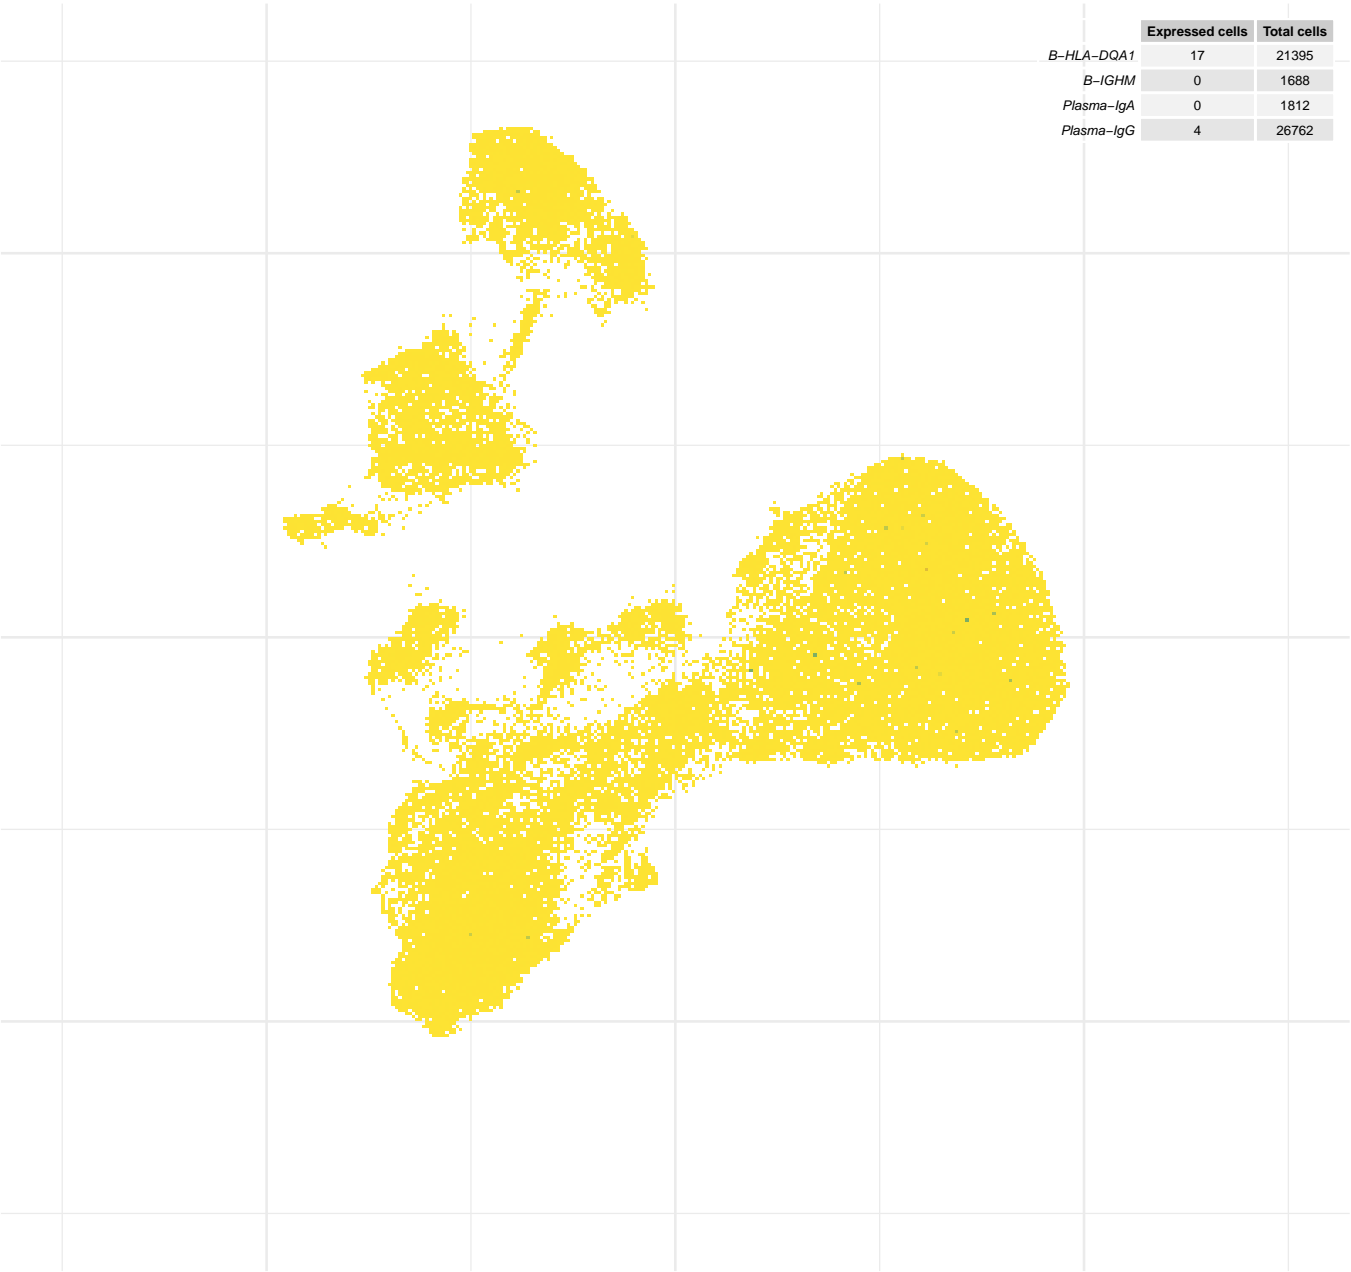 Expressed cells Total cells
B−HLA−DQA1 17 21395
B−IGHM 0 1688
Plasma−IgA 0 1812
Plasma−IgG 4 26762